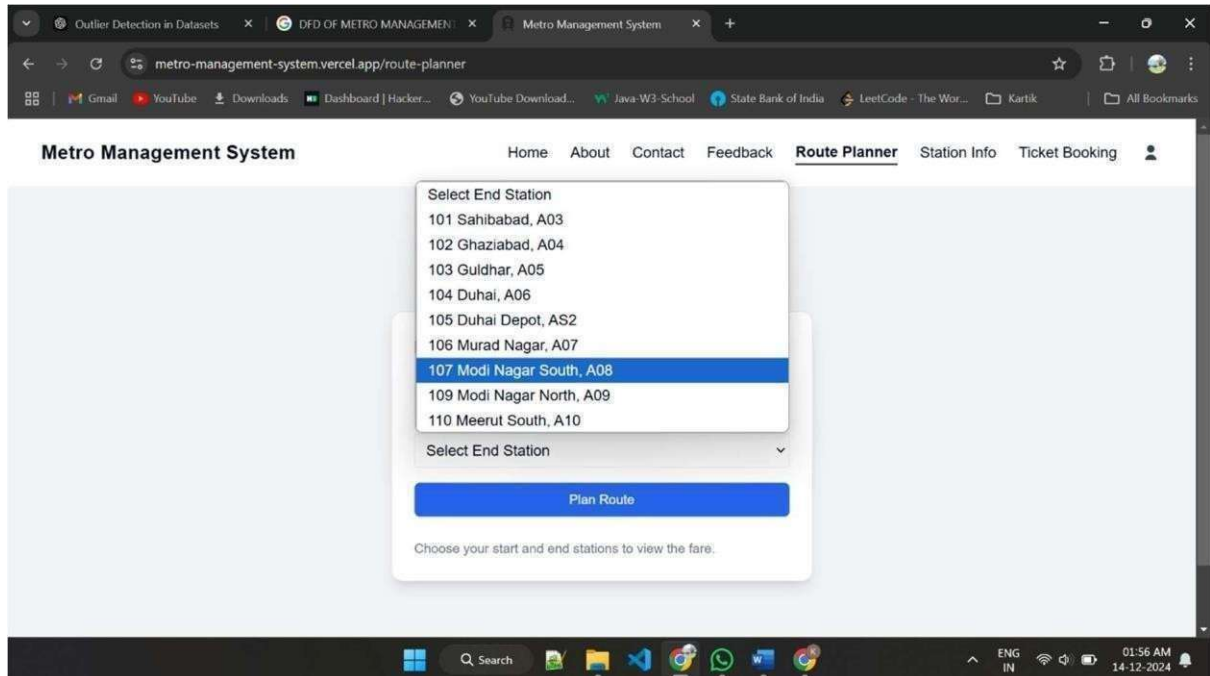 Outlier Detection in Datasets
DFD OF METRO MANAGEMENT
Metro Management System
metro-management-system.vercel.app/route-planner
Gmail YouTube Downloads Dashboard | Hacker... YouTube Download... Java-W3-School State Bank of India LeetCode - The Wor... Kartik All Bookmarks
Metro Management System Home About Contact Feedback Route Planner Station Info Ticket Booking
Select End Station
101 Sahibabad, A03
102 Ghaziabad, A04
103 Guldhar, A05
104 Duhai, A06
105 Duhai Depot, AS2
106 Murad Nagar, A07
107 Modi Nagar South, A08
109 Modi Nagar North, A09
110 Meerut South, A10
Select End Station
Plan Route
Choose your start and end stations to view the fare.
Search
ENG
IN
01:56 AM
14-12-2024